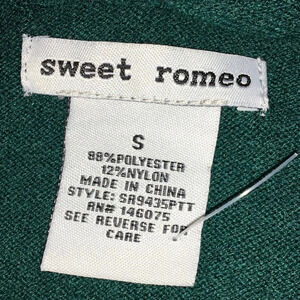 sweet romeo
S
88%POLYESTER
12%NYLON
MADE IN CHINA
STYLE: SR9435PTT
RN# 146075
SEE REVERSE FOR
CARE